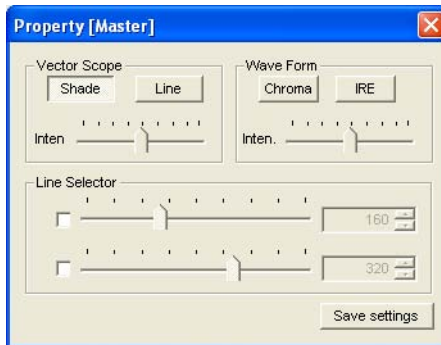 Property [Master]
Vector Scope
Shade Line
Inten
Wave Form
Chroma IRE
Inten.
Line Selector
160
320
Save settings